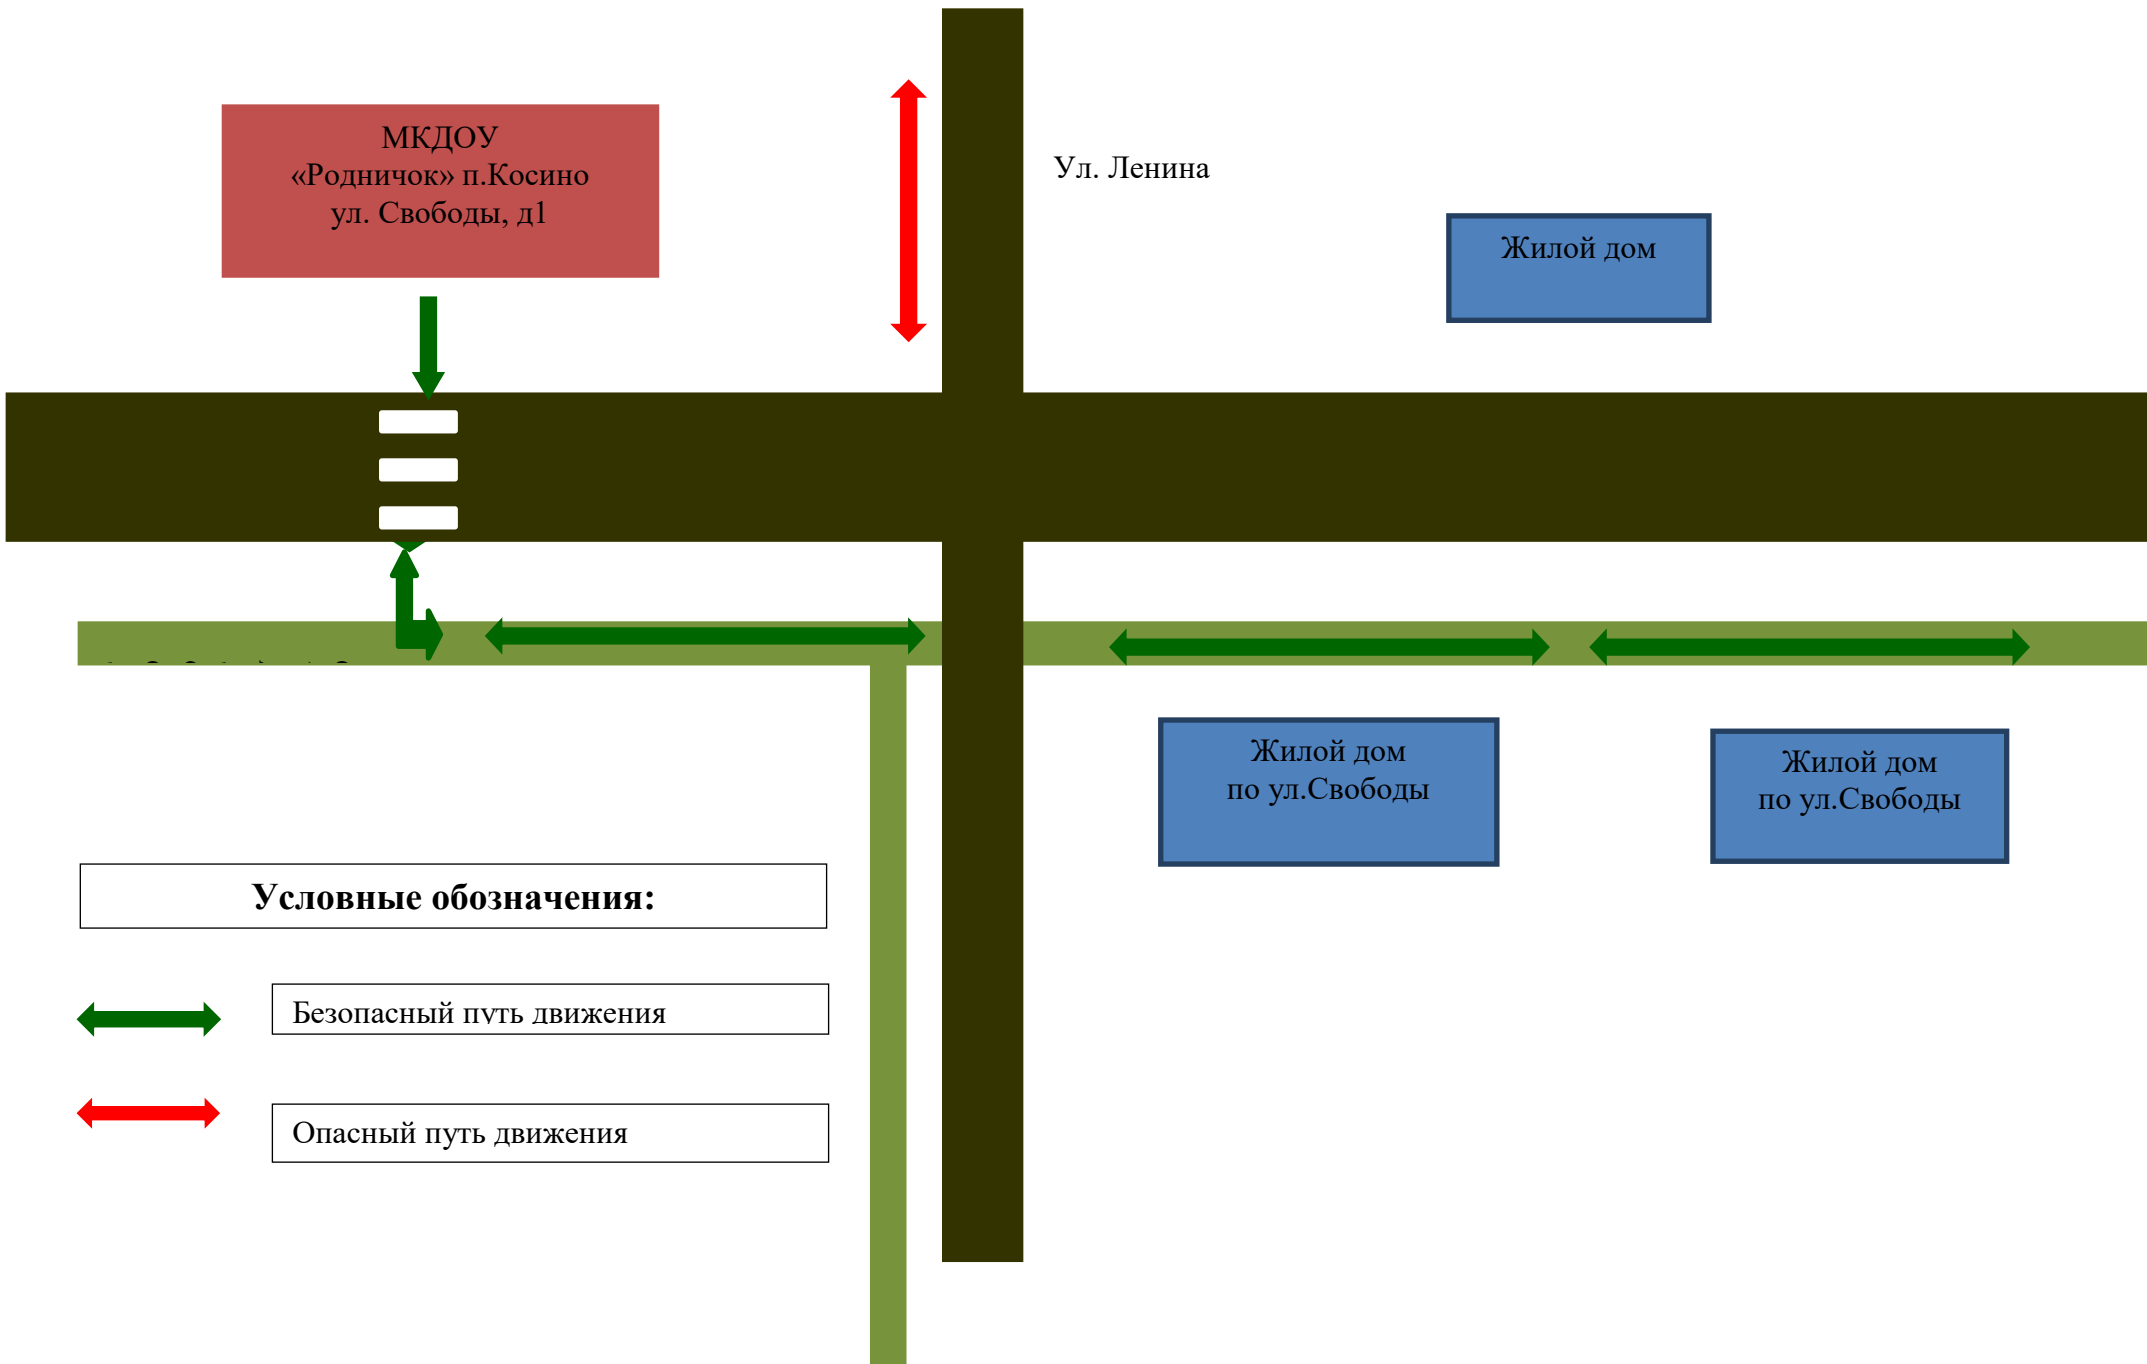 МКДОУ
«Родничок» п.Косино
ул. Свободы, д1
Ул. Ленина
Жилой дом
Жилой дом
по ул.Свободы
Жилой дом
по ул.Свободы
Условные обозначения:
Безопасный путь движения
Опасный путь движения